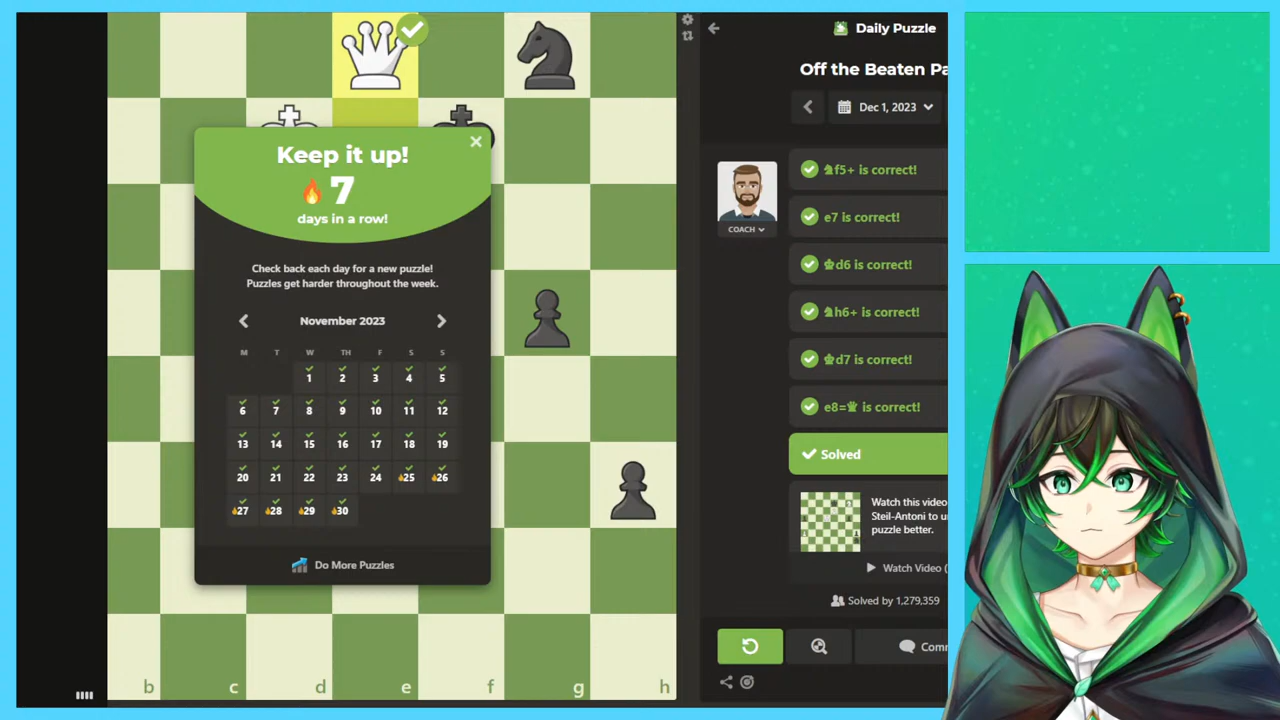 Keep it up!
7
days in a row!
Check back each day for a new puzzle!
Puzzles get harder throughout the week.
November 2023
M T W TH F S S
1 2 3 4 5
6 7 8 9 10 11 12
13 14 15 16 17 18 19
20 21 22 23 24 25 26
27 28 29 30
Do More Puzzles
b c d e f g h
Daily Puzzle
Off the Beaten Pa
Dec 1, 2023
COACH
f5+ is correct!
e7 is correct!
d6 is correct!
h6+ is correct!
d7 is correct!
e8=♛ is correct!
Solved
Watch this video
Steil-Antoni to u
puzzle better.
Watch Video (
Solved by 1,279,359
Com